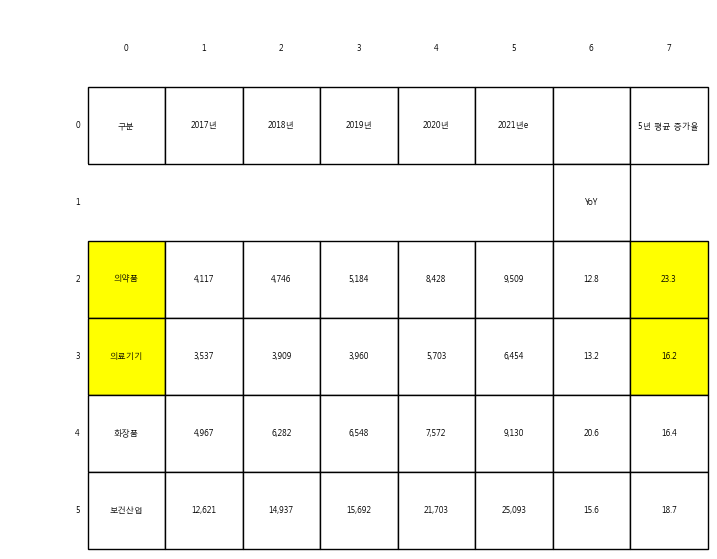 0 1 2 3 4 5 6 7
0 구분 2017년 2018년 2019년 2020년 2021년e 5년 평균 증가율
1 YoY
2 의약품 4,117 4,746 5,184 8,428 9,509 12.8 23.3
3 의료기기 3,537 3,909 3,960 5,703 6,454 13.2 16.2
4 화장품 4,967 6,282 6,548 7,572 9,130 20.6 16.4
5 보건산업 12,621 14,937 15,692 21,703 25,093 15.6 18.7